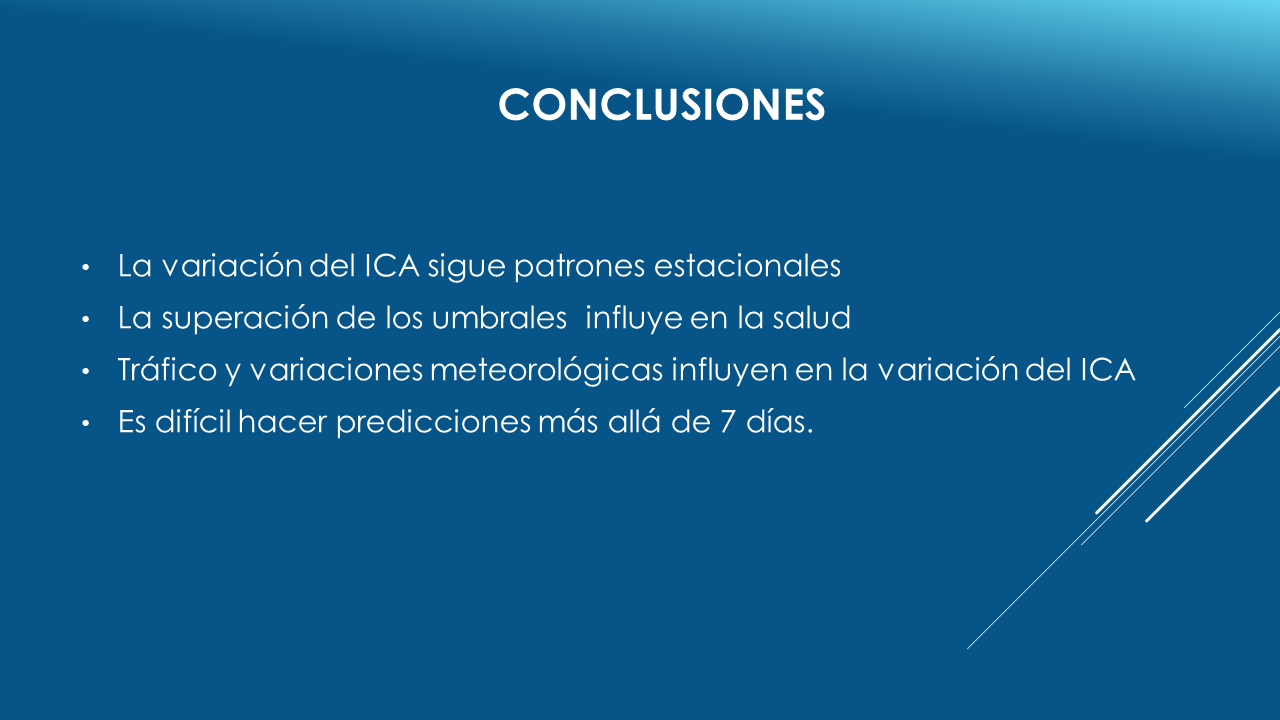 CONCLUSIONES
• La variación del ICA sigue patrones estacionales
• La superación de los umbrales  influye en la salud
• Tráfico y variaciones meteorológicas influyen en la variación del ICA
• Es difícil hacer predicciones más allá de 7 días.